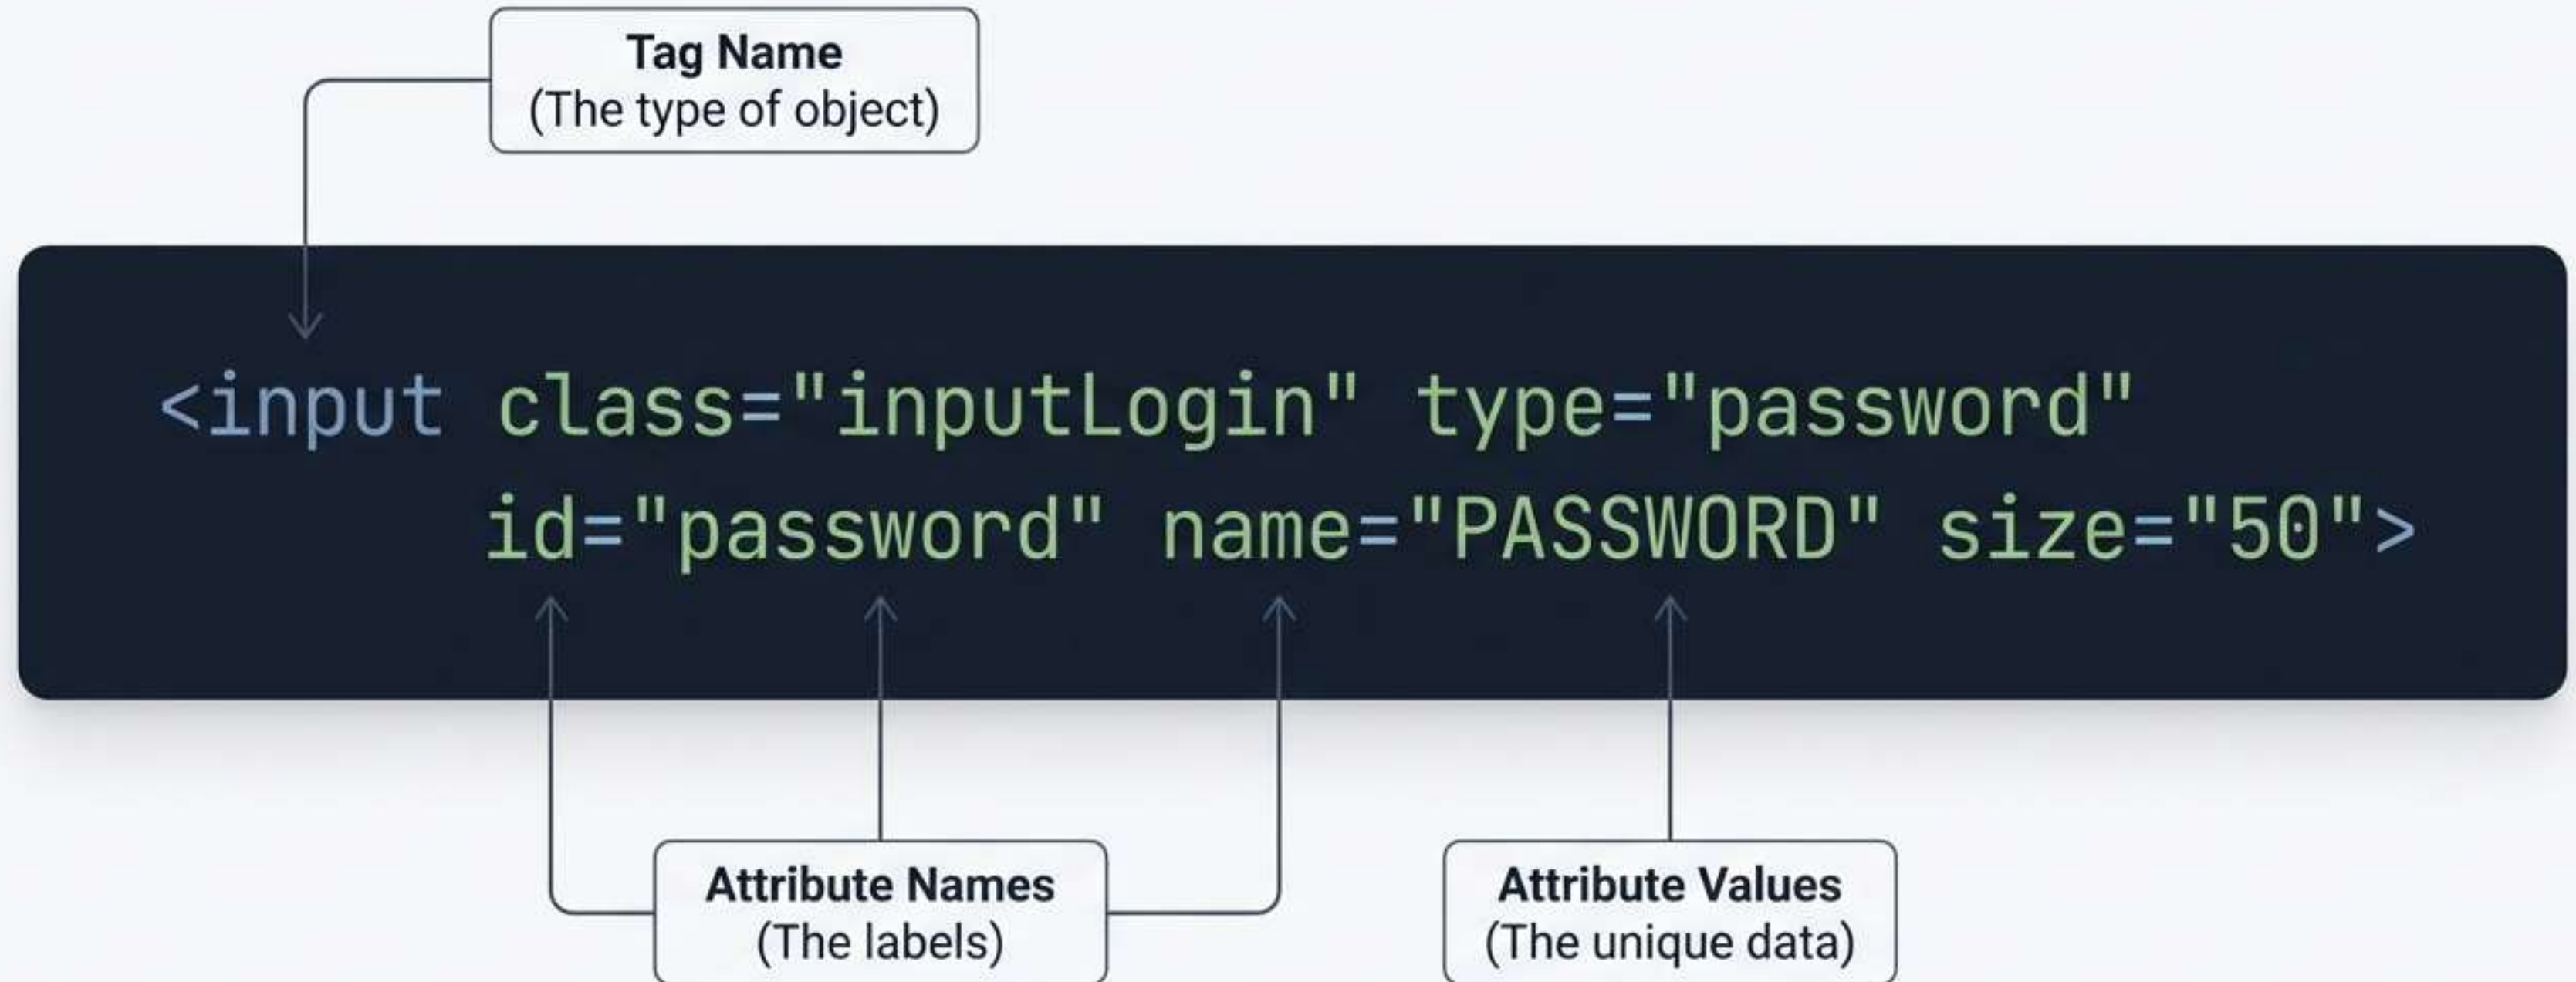 Tag Name
(The type of object)
<input class="inputLogin" type="password"
id="password" name="PASSWORD" size="50">
Attribute Names
(The labels)
Attribute Values
(The unique data)